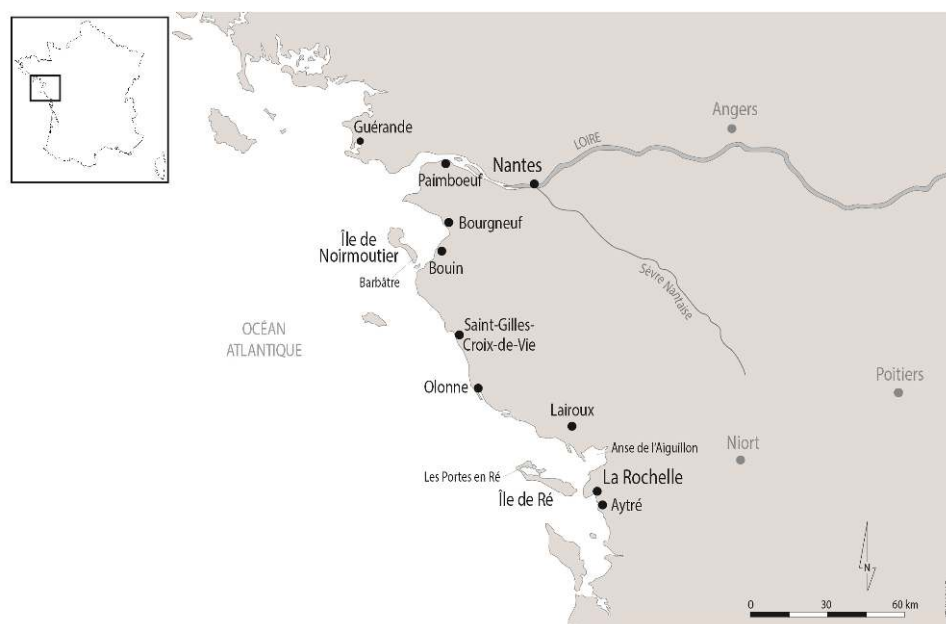 Angers
Guérande
LOIRE
Nantes
Paimboeuf
Bourgneuf
Île de
Noirmoutier
Bouin
Barbâtre
Sèvre Nantaise
OCÉAN
ATLANTIQUE
Saint-Gilles-
Croix-de-Vie
Poitiers
Olonne
Lairoux
Niort
Anse de l'Aiguillon
Les Portes en Ré
La Rochelle
Île de Ré
Aytré
N
0 30 60 km